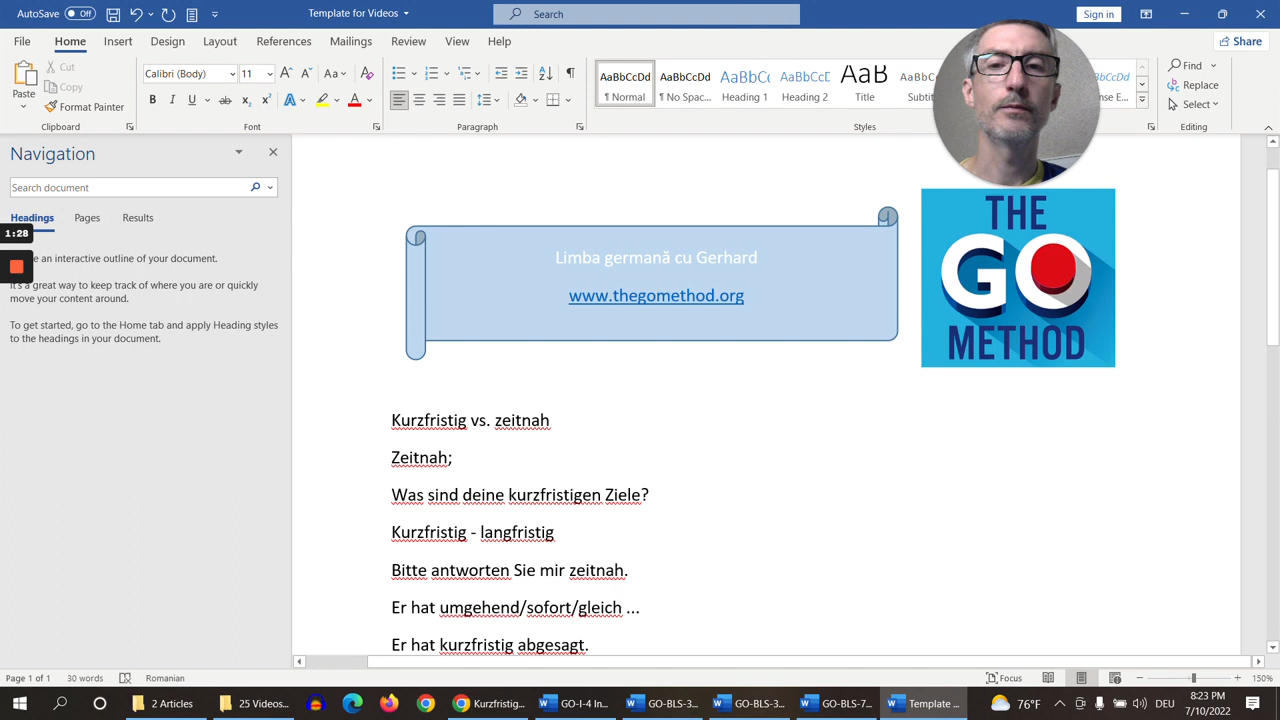 AutoSave
Off
Template for Videos
Search
Sign in
File
Home
Insert
Design
Layout
References
Mailings
Review
View
Help
Share
Paste
Cut
Copy
Format Painter
Clipboard
Calibri (Body)
11
Font
Paragraph
AaBbCcDd
¶ Normal
AaBbCcDd
¶ No Spac...
AaBbCc
Heading 1
AaBbCcD
Heading 2
AaB
Title
Styles
Find
Replace
Select
Editing
Navigation
Search document
Headings
Pages
Results
1:28
an interactive outline of your document.
It's a great way to keep track of where you are or quickly
move your content around.
To get started, go to the Home tab and apply Heading styles
to the headings in your document.
Limba germană cu Gerhard
www.thegomethod.org
THE
GO
METHOD
Kurzfristig vs. zeitnah
Zeitnah;
Was sind deine kurzfristigen Ziele?
Kurzfristig - langfristig
Bitte antworten Sie mir zeitnah.
Er hat umgehend/sofort/gleich ...
Er hat kurzfristig abgesagt.
Page 1 of 1
30 words
Romanian
Focus
150%
2 Articles
25 Videos...
Kurzfristig...
GO-I-4 In...
GO-BLS-3...
GO-BLS-3...
GO-BLS-7...
Template ...
76°F
DEU
8:23 PM
7/10/2022